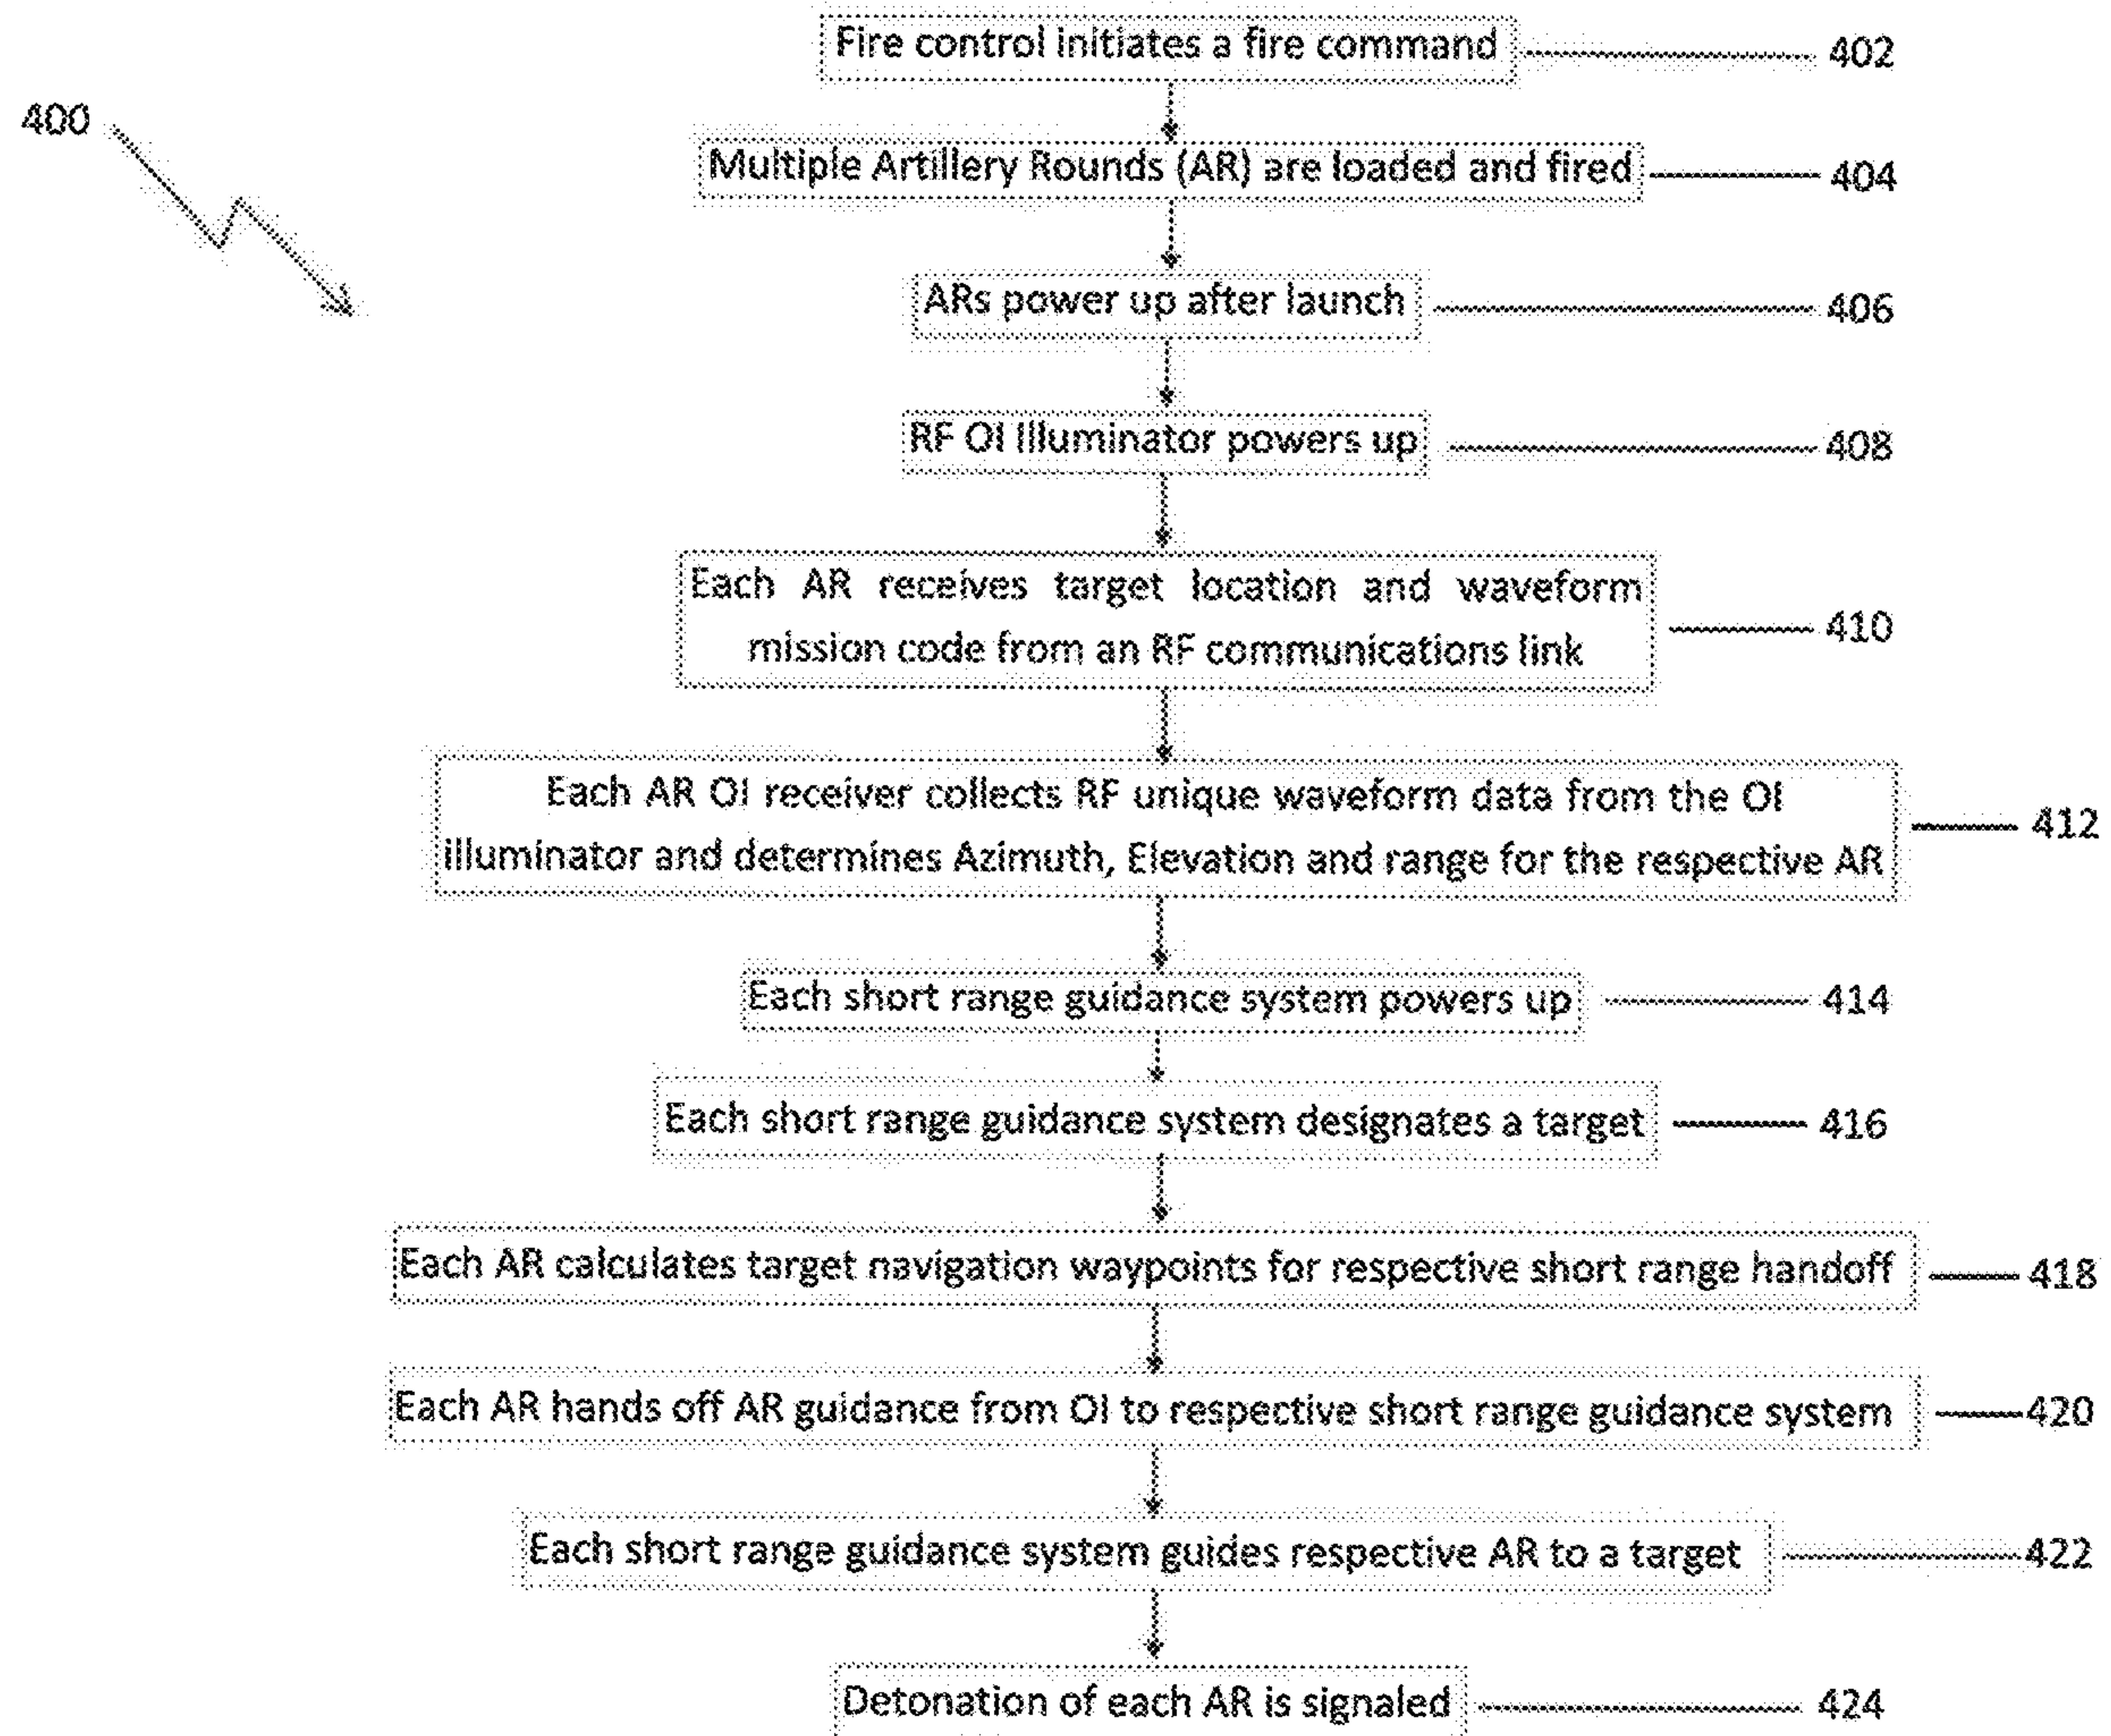 Fire control initiates a fire command 402
400
Multiple Artillery Rounds (AR) are loaded and fired 404
ARs power up after launch 406
RF OI Illuminator powers up 408
Each AR receives target location and waveform
mission code from an RF communications link 410
Each AR OI receiver collects RF unique waveform data from the OI
illuminator and determines Azimuth, Elevation and range for the respective AR 412
Each short range guidance system powers up 414
Each short range guidance system designates a target 416
Each AR calculates target navigation waypoints for respective short range handoff 418
Each AR hands off AR guidance from OI to respective short range guidance system 420
Each short range guidance system guides respective AR to a target 422
Detonation of each AR is signaled 424